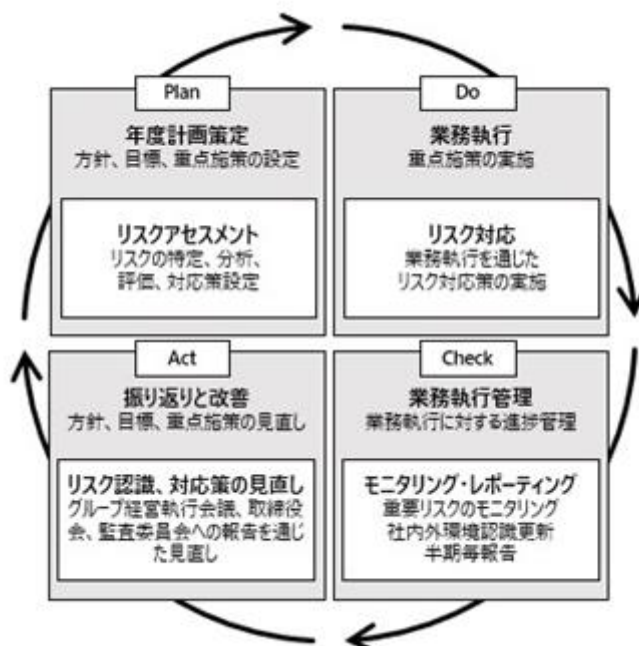 Plan
年度計画策定
方針、目標、重点施策の設定
リスクアセスメント
リスクの特定、分析、
評価、対応策設定
Do
業務執行
重点施策の実施
リスク対応
業務執行を通じた
リスク対応策の実施
Act
振り返りと改善
方針、目標、重点施策の見直し
リスク認識、対応策の見直し
グループ経営執行会議、取締役
会、監査委員会への報告を通じ
た見直し
Check
業務執行管理
業務執行に対する進捗管理
モニタリング・レポーティング
重要リスクのモニタリング
社内外環境認識更新
半期毎報告